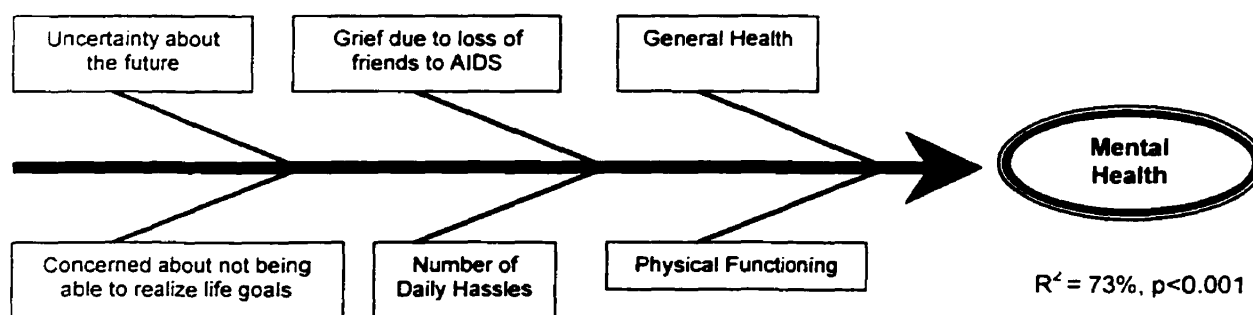 Uncertainty about
the future
Grief due to loss of
friends to AIDS
General Health
Mental
Health
Concerned about not being
able to realize life goals
Number of
Daily Hassles
Physical Functioning
R² = 73%, p<0.001